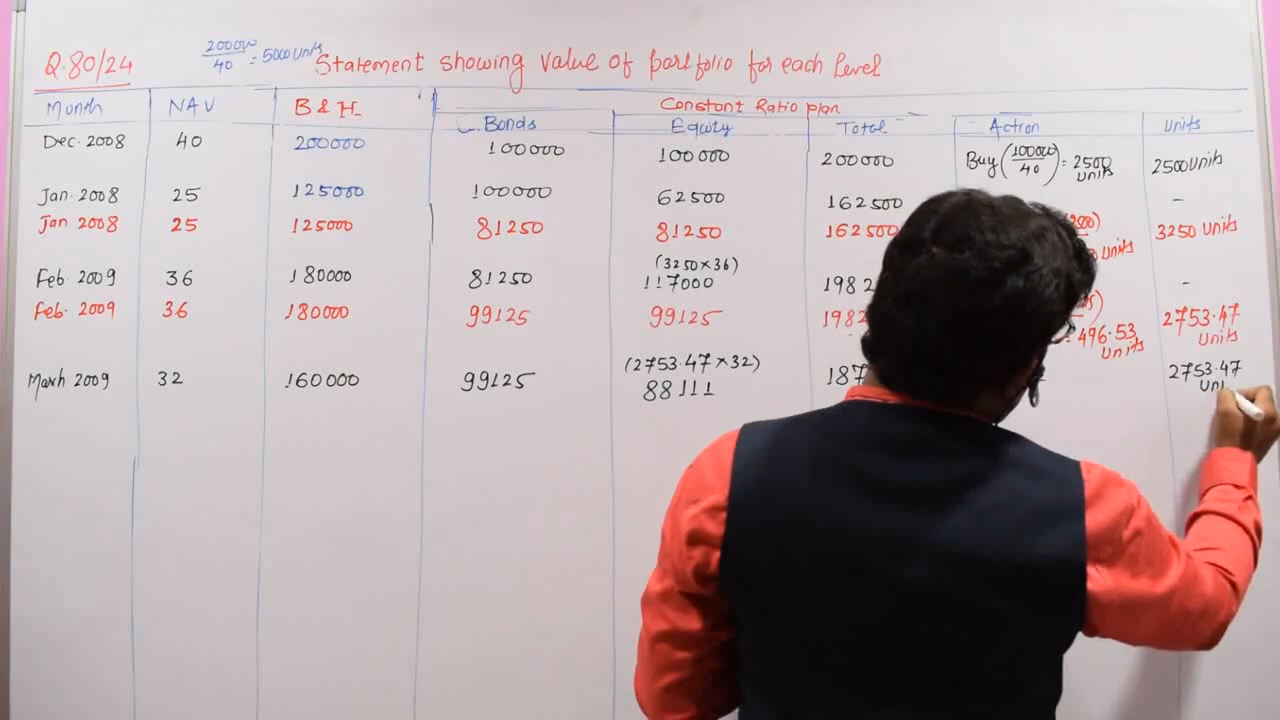 Q.80/24
200000
40
= 5000 Units
Statement showing value of portfolio for each level
Month NAV B & H Constant Ratio plan
Bonds Equity Total Action Units
Dec. 2008 40 200000 100000 100000 200000 Buy (100000/40) = 2500 units 2500 Units
Jan. 2008 25 125000 100000 62500 162500 -
Jan 2008 25 125000 81250 81250 162500 Units 3250 Units
(3250 × 36)
Feb. 2009 36 180000 81250 117000 1982 -
Feb. 2009 36 180000 99125 99125 1982 = 496.53 Units 2753.47 Units
(2753.47 × 32)
March 2009 32 160000 99125 88111 187 2753.47
Uni